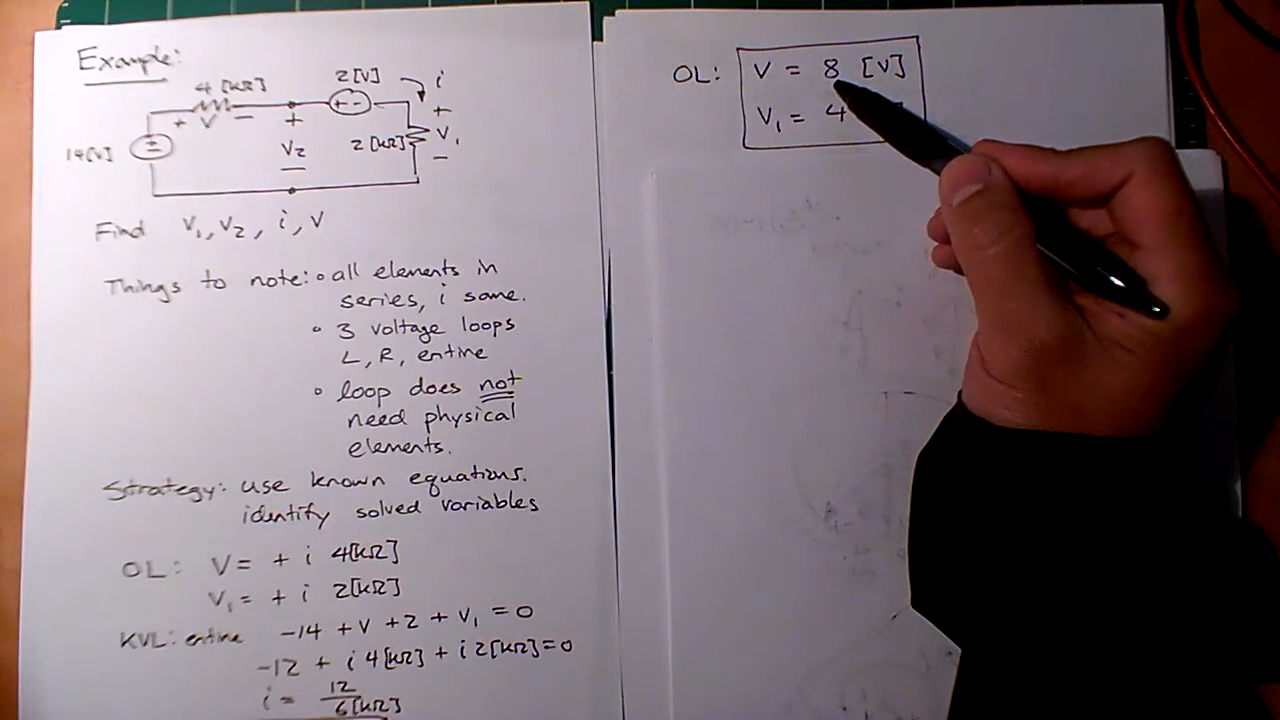 Example:
4 [kΩ]
2[V]
i
+ V −
+ −
+
+
14[V]
±
V2
2[kΩ]
V1
−
−
Find V1, V2, i, V
Things to note: ∘ all elements in
series, i same.
∘ 3 voltage loops
L, R, entire
∘ loop does not
need physical
elements.
Strategy: use known equations.
identify solved variables
OL: V = + i 4[kΩ]
V1 = + i 2[kΩ]
KVL: entire -14 + V + 2 + V1 = 0
-12 + i 4[kΩ] + i 2[kΩ] = 0
i = 12
6[kΩ]
OL: V = 8 [V]
V1 = 4